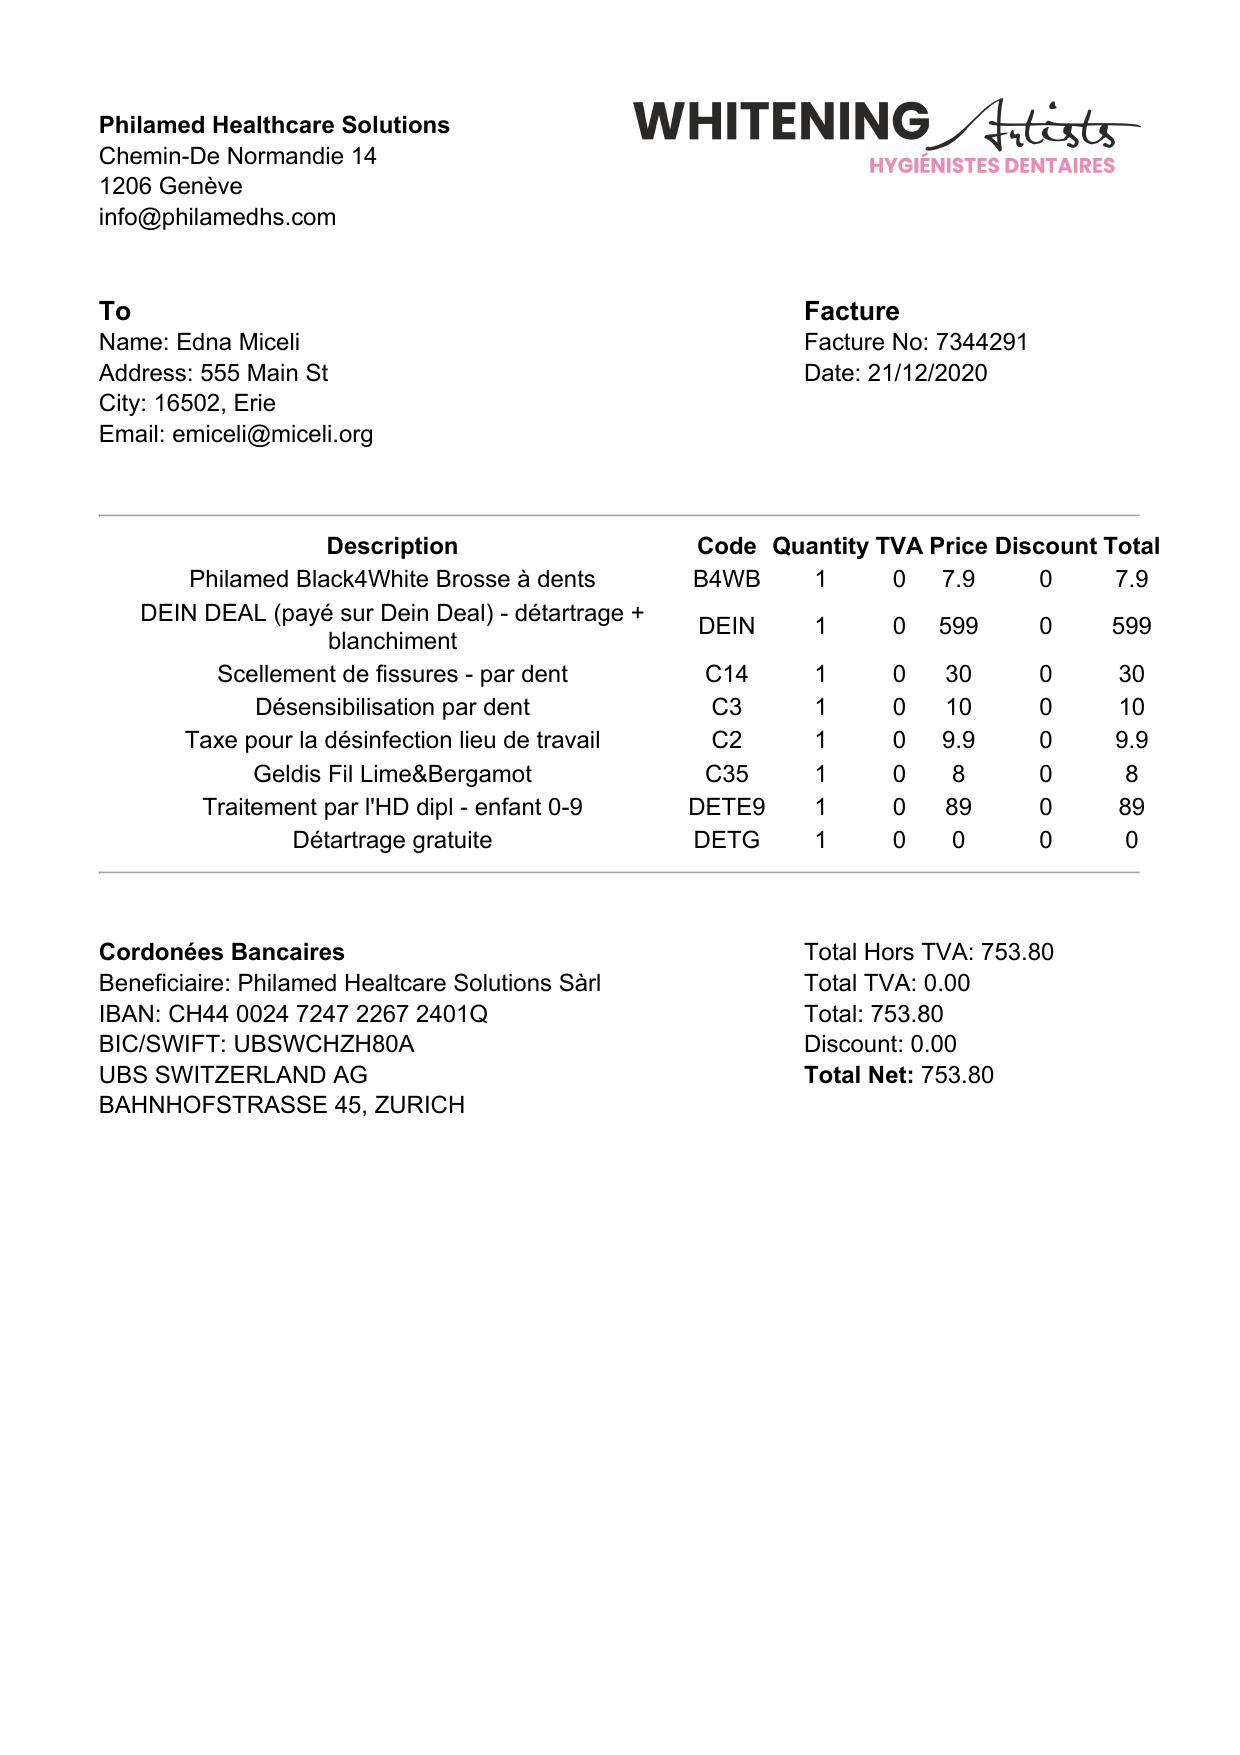 Philamed Healthcare Solutions
Chemin-De Normandie 14
1206 Genève
info@philamedhs.com
WHITENING Artists
HYGIÉNISTES DENTAIRES
To
Name: Edna Miceli
Address: 555 Main St
City: 16502, Erie
Email: emiceli@miceli.org
Facture
Facture No: 7344291
Date: 21/12/2020
Description Code Quantity TVA Price Discount Total
Philamed Black4White Brosse à dents B4WB 1 0 7.9 0 7.9
DEIN DEAL (payé sur Dein Deal) - détartrage +
blanchiment DEIN 1 0 599 0 599
Scellement de fissures - par dent C14 1 0 30 0 30
Désensibilisation par dent C3 1 0 10 0 10
Taxe pour la désinfection lieu de travail C2 1 0 9.9 0 9.9
Geldis Fil Lime&Bergamot C35 1 0 8 0 8
Traitement par l'HD dipl - enfant 0-9 DETE9 1 0 89 0 89
Détartrage gratuite DETG 1 0 0 0 0
Cordonées Bancaires
Beneficiaire: Philamed Healtcare Solutions Sàrl
IBAN: CH44 0024 7247 2267 2401Q
BIC/SWIFT: UBSWCHZH80A
UBS SWITZERLAND AG
BAHNHOFSTRASSE 45, ZURICH
Total Hors TVA: 753.80
Total TVA: 0.00
Total: 753.80
Discount: 0.00
Total Net: 753.80